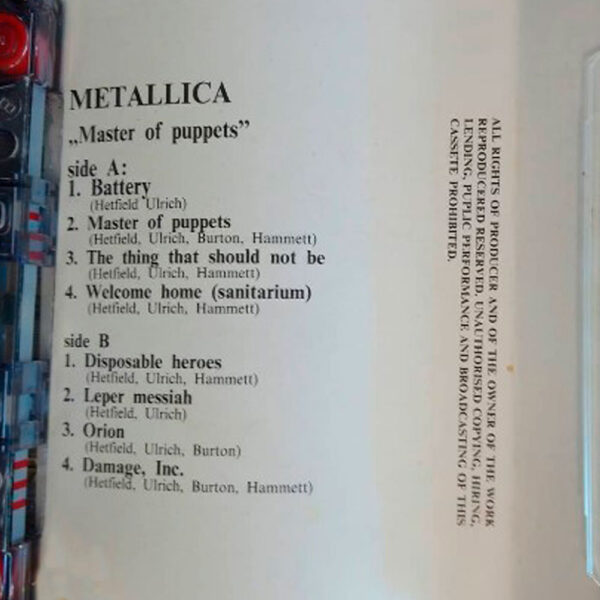 METALLICA
„Master of puppets”
side A:
1. Battery
(Hetfield Ulrich)
2. Master of puppets
(Hetfield, Ulrich, Burton, Hammett)
3. The thing that should not be
(Hetfield, Ulrich, Hammett)
4. Welcome home (sanitarium)
(Hetfield, Ulrich, Hammett)
side B
1. Disposable heroes
(Hetfield, Ulrich, Hammett)
2. Leper messiah
(Hetfield, Ulrich)
3. Orion
(Hetfield, Ulrich, Burton)
4. Damage, Inc.
(Hetfield, Ulrich, Burton, Hammett)
ALL RIGHTS OF PRODUCER AND OF THE OWNER OF THE WORK
REPRODUCERED RESERVED. UNAUTHORISED COPYING, HIRING,
LENDING, PUPLIC PERFORMANCE AND BROADCASTING OF THIS
CASSETE PROHIBITED.